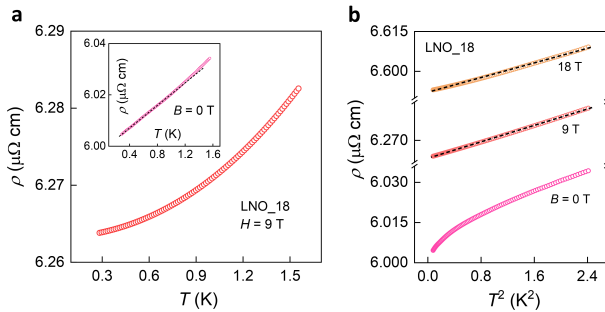 a
6.29
6.28
6.27
6.26
ρ (μΩ cm)
0.3 0.6 0.9 1.2 1.5
T (K)
LNO_18
H = 9 T
6.04
6.02
6.00
ρ (μΩ cm)
B = 0 T
0.4 0.8 1.2 1.6
T (K)
b
6.615
6.600
6.270
6.030
6.015
6.000
ρ (μΩ cm)
LNO_18
18 T
9 T
B = 0 T
0.0 0.8 1.6 2.4
T² (K²)